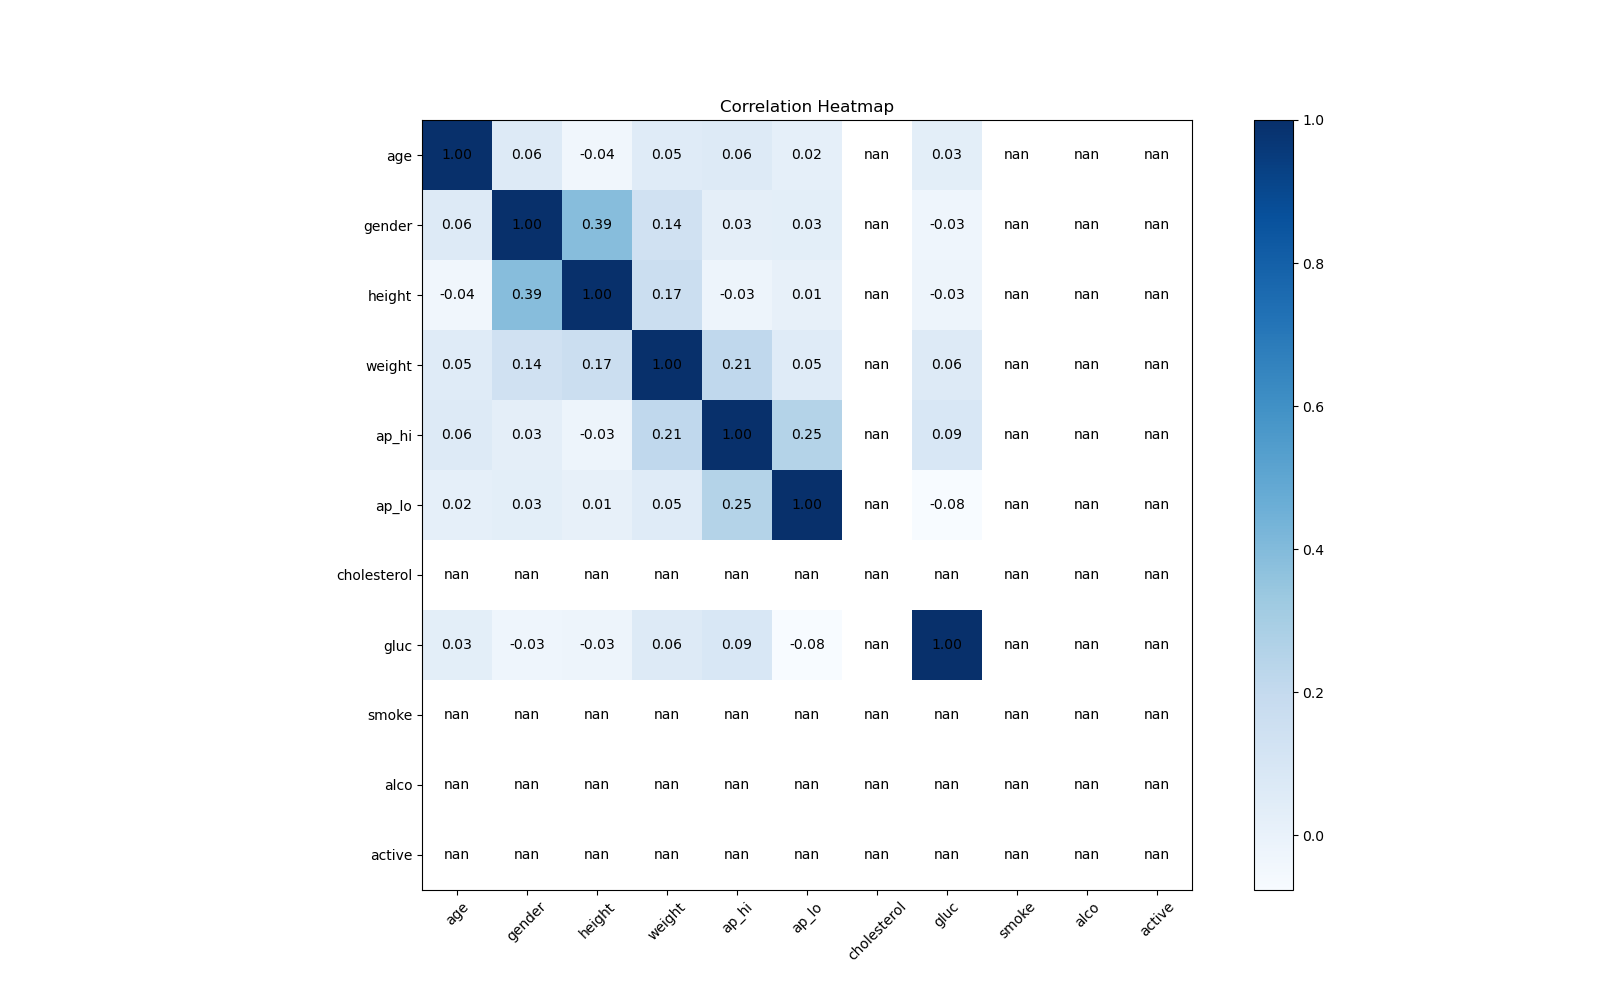 Correlation Heatmap
age 1.00 0.06 -0.04 0.05 0.06 0.02 nan 0.03 nan nan nan
gender 0.06 1.00 0.39 0.14 0.03 0.03 nan -0.03 nan nan nan
height -0.04 0.39 1.00 0.17 -0.03 0.01 nan -0.03 nan nan nan
weight 0.05 0.14 0.17 1.00 0.21 0.05 nan 0.06 nan nan nan
ap_hi 0.06 0.03 -0.03 0.21 1.00 0.25 nan 0.09 nan nan nan
ap_lo 0.02 0.03 0.01 0.05 0.25 1.00 nan -0.08 nan nan nan
cholesterol nan nan nan nan nan nan nan nan nan nan nan
gluc 0.03 -0.03 -0.03 0.06 0.09 -0.08 nan 1.00 nan nan nan
smoke nan nan nan nan nan nan nan nan nan nan nan
alco nan nan nan nan nan nan nan nan nan nan nan
active nan nan nan nan nan nan nan nan nan nan nan
age gender height weight ap_hi ap_lo cholesterol gluc smoke alco active
1.0
0.8
0.6
0.4
0.2
0.0